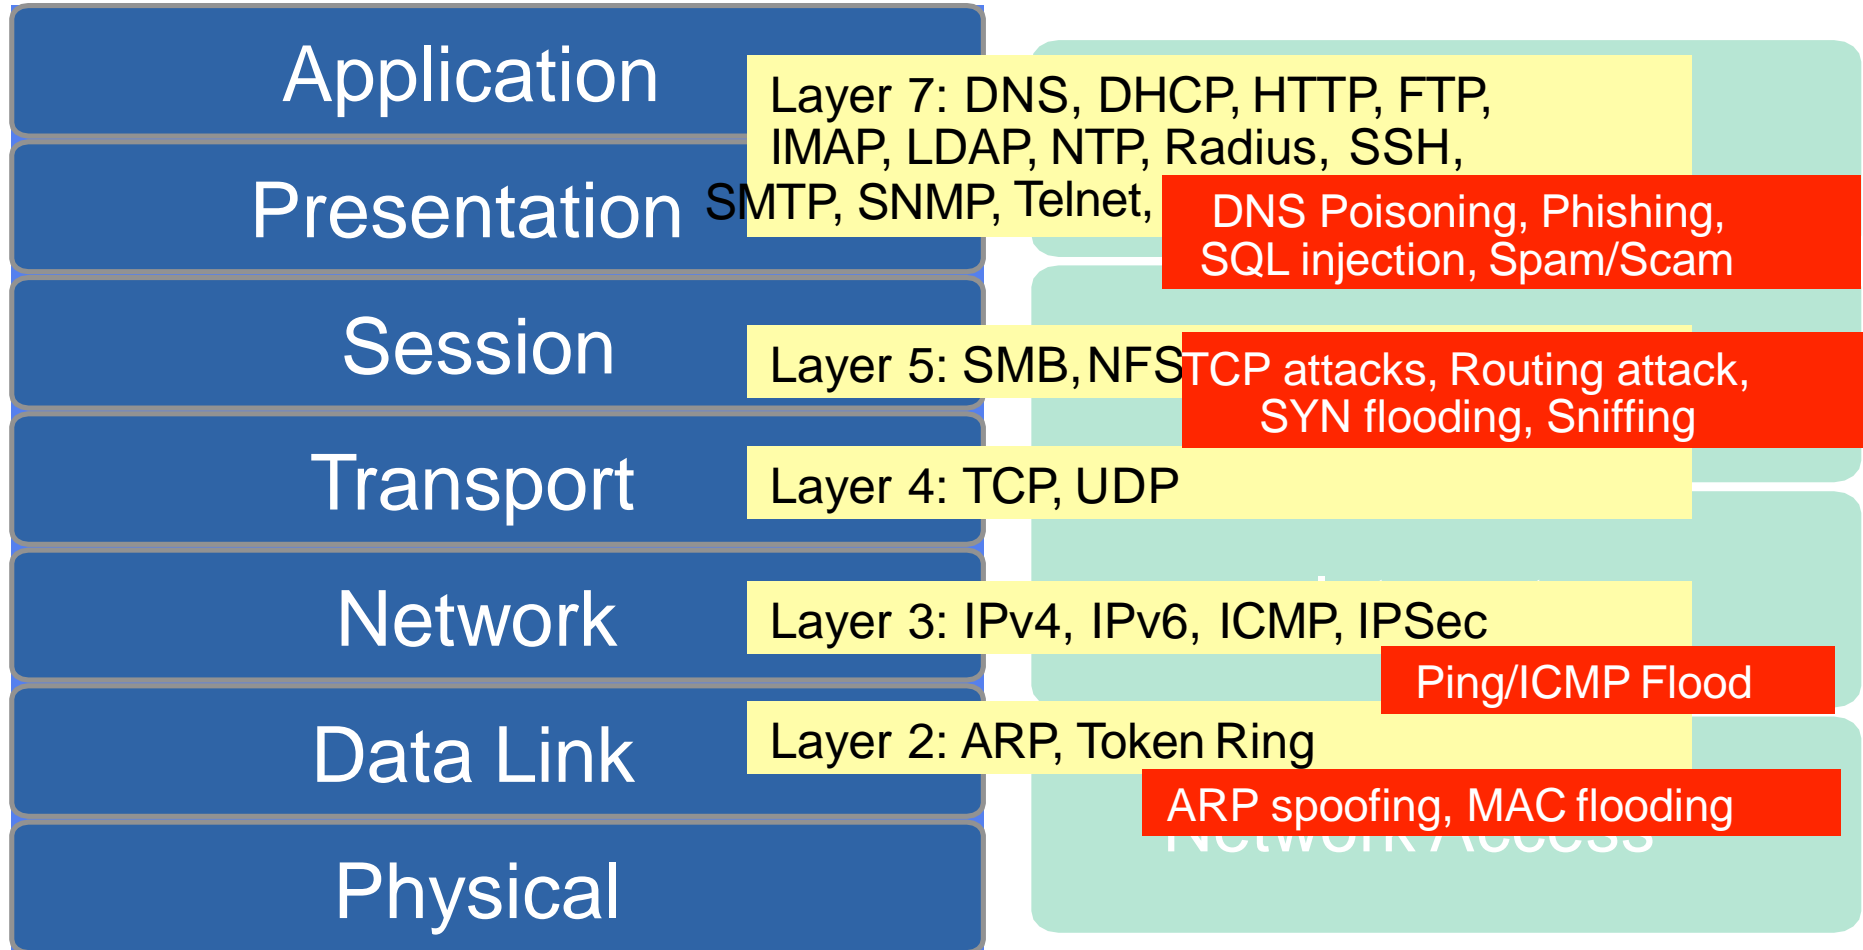 Application
Layer 7: DNS, DHCP, HTTP, FTP,
IMAP, LDAP, NTP, Radius, SSH,
SMTP, SNMP, Telnet,
DNS Poisoning, Phishing,
SQL injection, Spam/Scam
Presentation
Session
Layer 5: SMB, NFS
TCP attacks, Routing attack,
SYN flooding, Sniffing
Transport
Layer 4: TCP, UDP
Network
Layer 3: IPv4, IPv6, ICMP, IPSec
Ping/ICMP Flood
Data Link
Layer 2: ARP, Token Ring
ARP spoofing, MAC flooding
Network Access
Physical